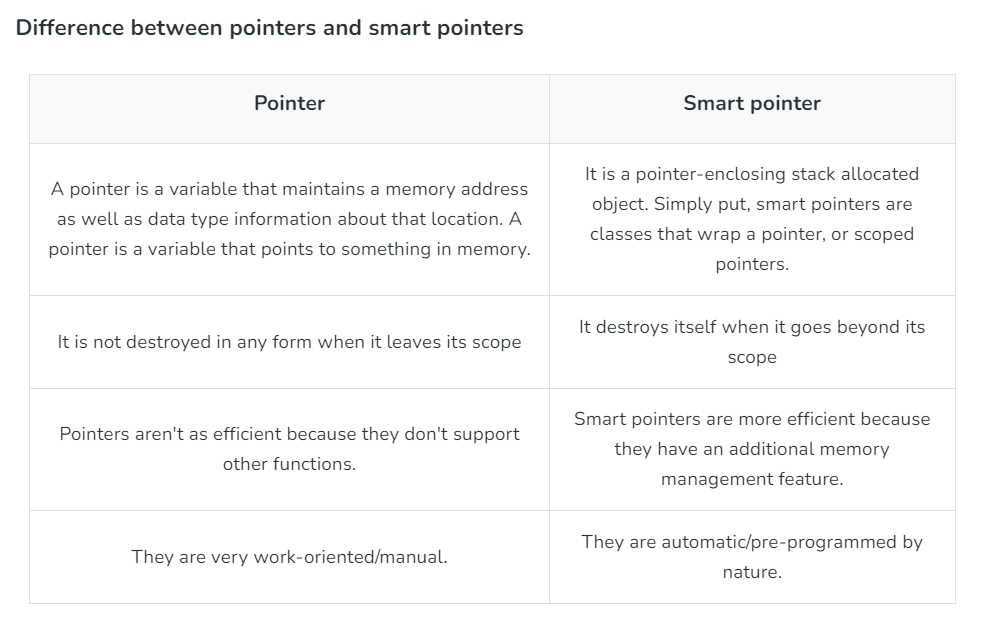 Difference between pointers and smart pointers
Pointer
Smart pointer
A pointer is a variable that maintains a memory address
as well as data type information about that location. A
pointer is a variable that points to something in memory.
It is a pointer-enclosing stack allocated
object. Simply put, smart pointers are
classes that wrap a pointer, or scoped
pointers.
It is not destroyed in any form when it leaves its scope
It destroys itself when it goes beyond its
scope
Pointers aren't as efficient because they don't support
other functions.
Smart pointers are more efficient because
they have an additional memory
management feature.
They are very work-oriented/manual.
They are automatic/pre-programmed by
nature.